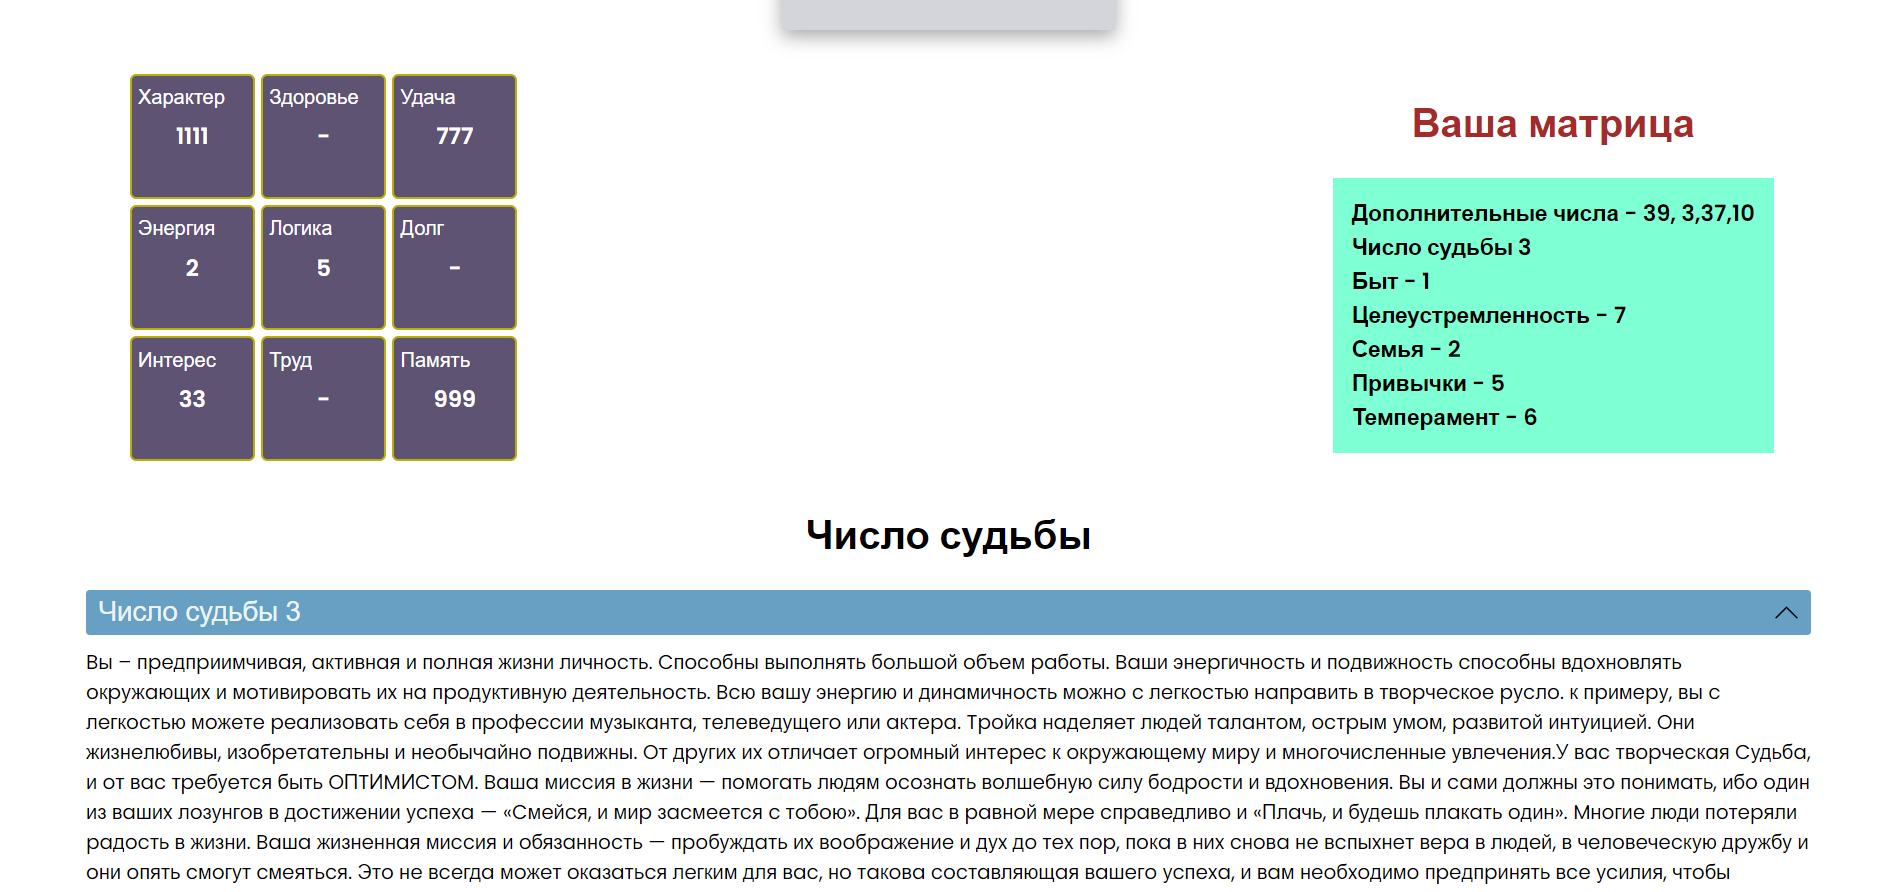 Характер Здоровье Удача
1111 - 777
Энергия Логика Долг
2 5 -
Интерес Труд Память
33 - 999
Ваша матрица
Дополнительные числа - 39, 3,37,10
Число судьбы 3
Быт - 1
Целеустремленность - 7
Семья - 2
Привычки - 5
Темперамент - 6
Число судьбы
Число судьбы 3
Вы – предприимчивая, активная и полная жизни личность. Способны выполнять большой объем работы. Ваши энергичность и подвижность способны вдохновлять
окружающих и мотивировать их на продуктивную деятельность. Всю вашу энергию и динамичность можно с легкостью направить в творческое русло. к примеру, вы с
легкостью можете реализовать себя в профессии музыканта, телеведущего или актера. Тройка наделяет людей талантом, острым умом, развитой интуицией. Они
жизнелюбивы, изобретательны и необычайно подвижны. От других их отличает огромный интерес к окружающему миру и многочисленные увлечения.У вас творческая Судьба,
и от вас требуется быть ОПТИМИСТОМ. Ваша миссия в жизни — помогать людям осознать волшебную силу бодрости и вдохновения. Вы и сами должны это понимать, ибо один
из ваших лозунгов в достижении успеха — «Смейся, и мир засмеется с тобою». Для вас в равной мере справедливо и «Плачь, и будешь плакать один». Многие люди потеряли
радость в жизни. Ваша жизненная миссия и обязанность — пробуждать их воображение и дух до тех пор, пока в них снова не вспыхнет вера в людей, в человеческую дружбу и
они опять смогут смеяться. Это не всегда может оказаться легким для вас, но такова составляющая вашего успеха, и вам необходимо предпринять все усилия, чтобы